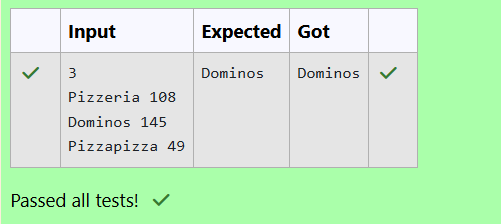 Input Expected Got
3 Dominos Dominos
Pizzeria 108
Dominos 145
Pizzapizza 49
Passed all tests!